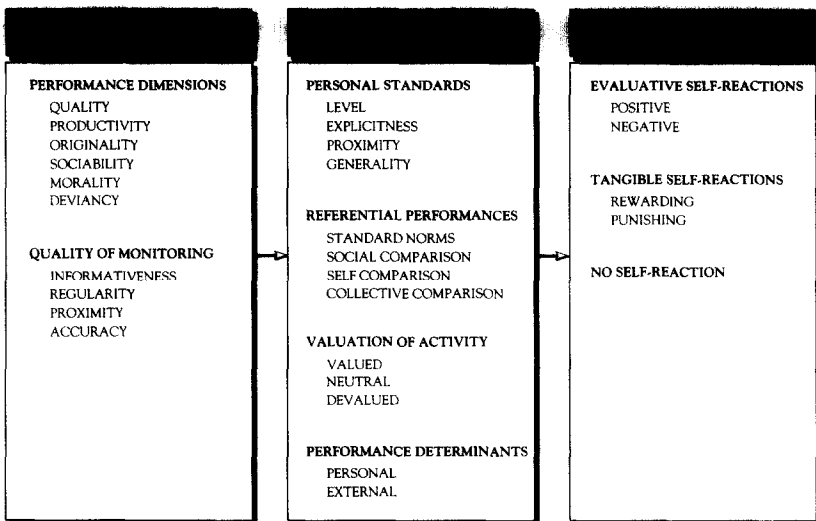 PERFORMANCE DIMENSIONS
QUALITY
PRODUCTIVITY
ORIGINALITY
SOCIABILITY
MORALITY
DEVIANCY
QUALITY OF MONITORING
INFORMATIVENESS
REGULARITY
PROXIMITY
ACCURACY
PERSONAL STANDARDS
LEVEL
EXPLICITNESS
PROXIMITY
GENERALITY
REFERENTIAL PERFORMANCES
STANDARD NORMS
SOCIAL COMPARISON
SELF COMPARISON
COLLECTIVE COMPARISON
VALUATION OF ACTIVITY
VALUED
NEUTRAL
DEVALUED
PERFORMANCE DETERMINANTS
PERSONAL
EXTERNAL
EVALUATIVE SELF-REACTIONS
POSITIVE
NEGATIVE
TANGIBLE SELF-REACTIONS
REWARDING
PUNISHING
NO SELF-REACTION